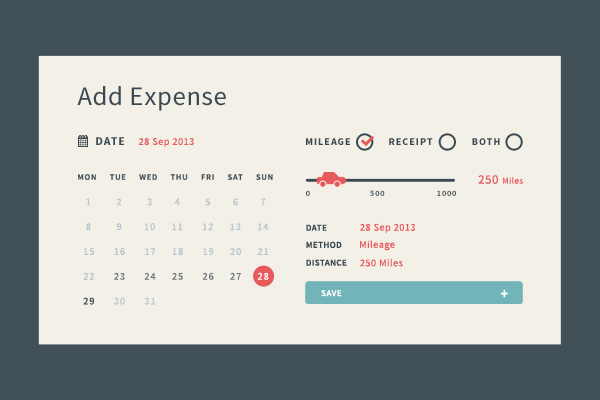 Add Expense
DATE 28 Sep 2013
MON TUE WED THU FRI SAT SUN
1 2 3 4 5 6 7
8 9 10 11 12 13 14
15 16 17 18 19 20 21
22 23 24 25 26 27 28
29 30 31
MILEAGE RECEIPT BOTH
250 Miles
0 500 1000
DATE 28 Sep 2013
METHOD Mileage
DISTANCE 250 Miles
SAVE +